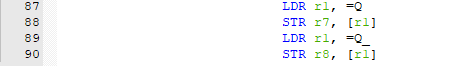 87 LDR r1, =Q
88 STR r7, [r1]
89 LDR r1, =Q_
90 STR r8, [r1]